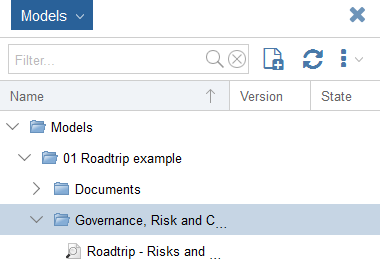 Models
Filter...
Name Version State
Models
01 Roadtrip example
Documents
Governance, Risk and C...
Roadtrip - Risks and ...